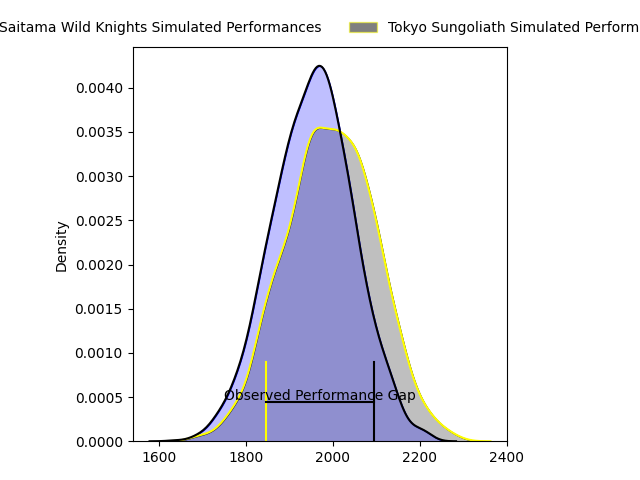 Saitama Wild Knights Simulated Performances
Tokyo Sungoliath Simulated Perform
0.0040
0.0035
0.0030
0.0025
0.0020
0.0015
0.0010
0.0005
0.0000
Density
Observed Performance Gap
1600 1800 2000 2200 2400